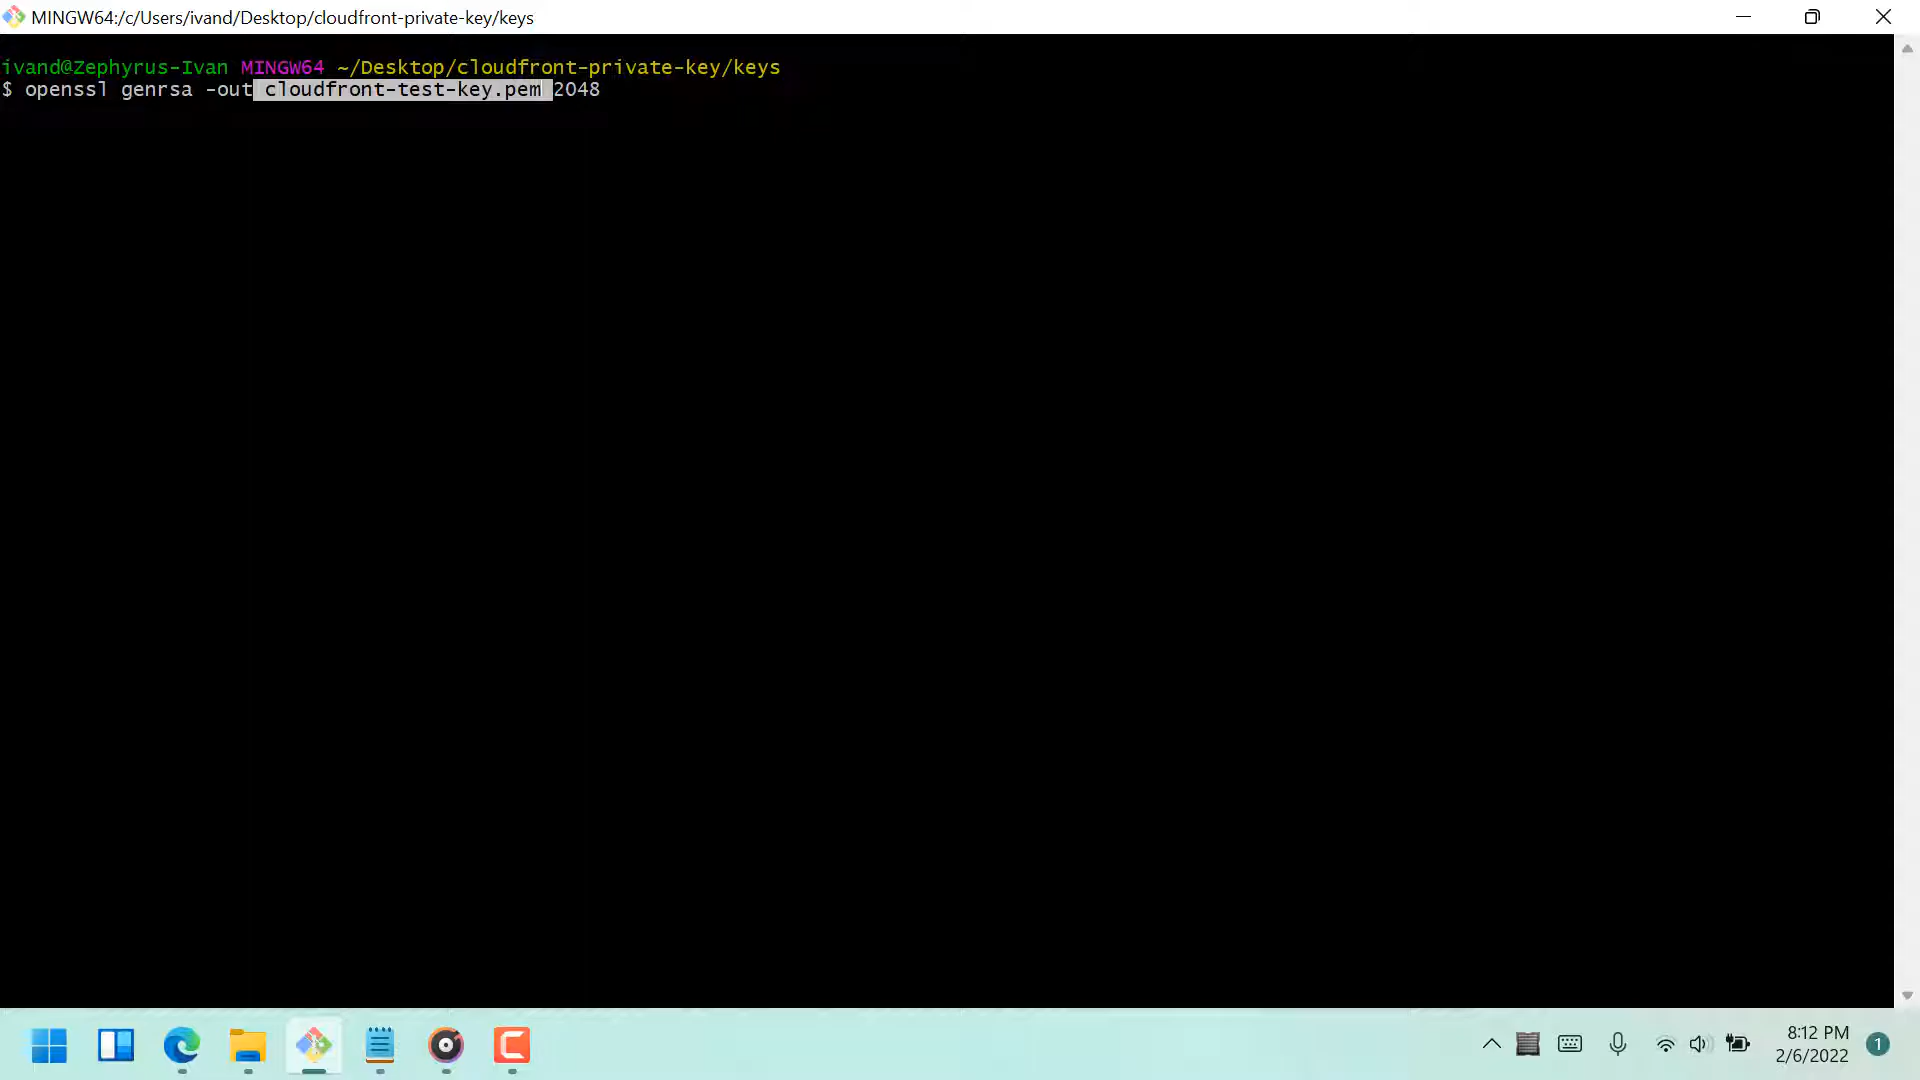 MINGW64:/c/Users/ivand/Desktop/cloudfront-private-key/keys
ivand@Zephyrus-Ivan MINGW64 ~/Desktop/cloudfront-private-key/keys
$ openssl genrsa -out cloudfront-test-key.pem 2048
8:12 PM
2/6/2022
1